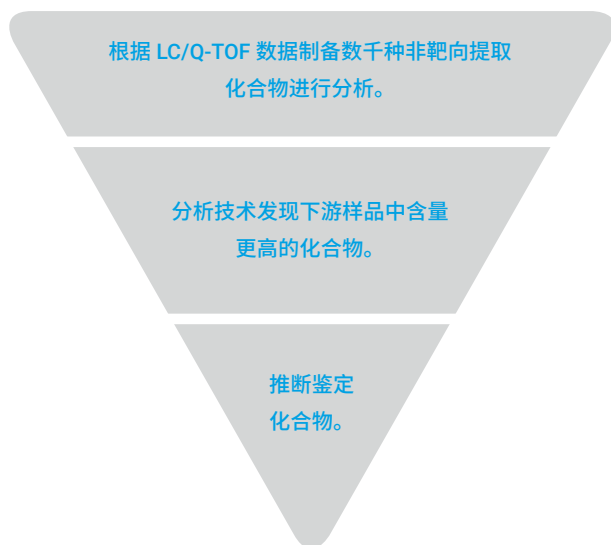 根据 LC/Q-TOF 数据制备数千种非靶向提取
化合物进行分析。
分析技术发现下游样品中含量
更高的化合物。
推断鉴定
化合物。